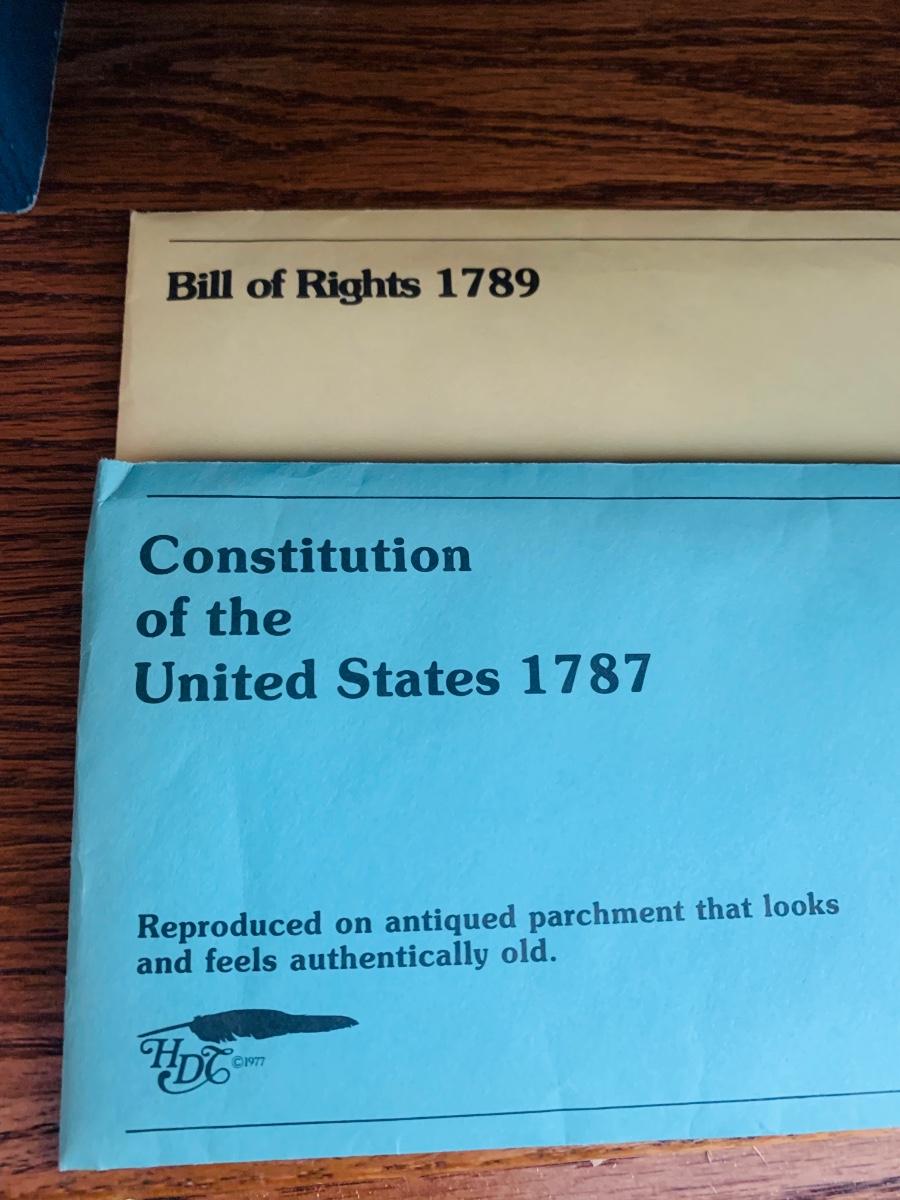 Bill of Rights 1789
Constitution
of the
United States 1787
Reproduced on antiqued parchment that looks
and feels authentically old.
HDT ©1977